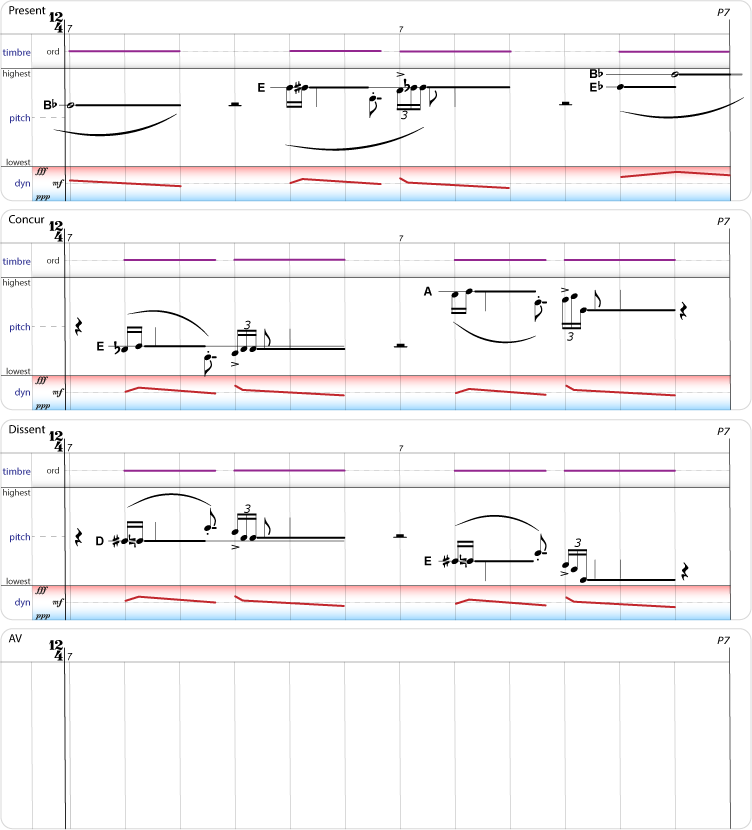 Present P7
12
4
7 7
timbre ord
highest
B♭ E B♭
E♭
3
pitch
lowest
fff
dyn mf
ppp
Concur P7
12
4
7 7
timbre ord
highest
A
pitch
3
E 3
lowest
fff
dyn mf
ppp
Dissent P7
12
4
7 7
timbre ord
highest
3
pitch
D 3
E
lowest
fff
dyn mf
ppp
AV P7
12
4
7